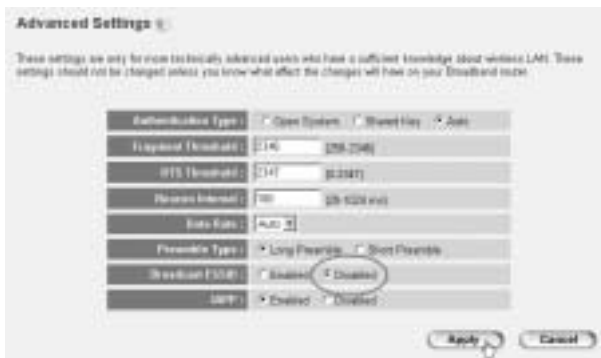 Advanced Settings
These settings are only for more technically advanced users who have a sufficient knowledge about wireless LAN. These
settings should not be changed unless you know what effect the changes will have on your Broadband router.
Authentication Type : Open System Shared Key Auto
Fragment Threshold : 2346 (256-2346)
RTS Threshold : 2347 (0-2347)
Beacon Interval : 100 (20-1024 ms)
Data Rate : Auto
Preamble Type : Long Preamble Short Preamble
Broadcast ESSID : Enabled Disabled
IAPP : Enabled Disabled
Apply Cancel